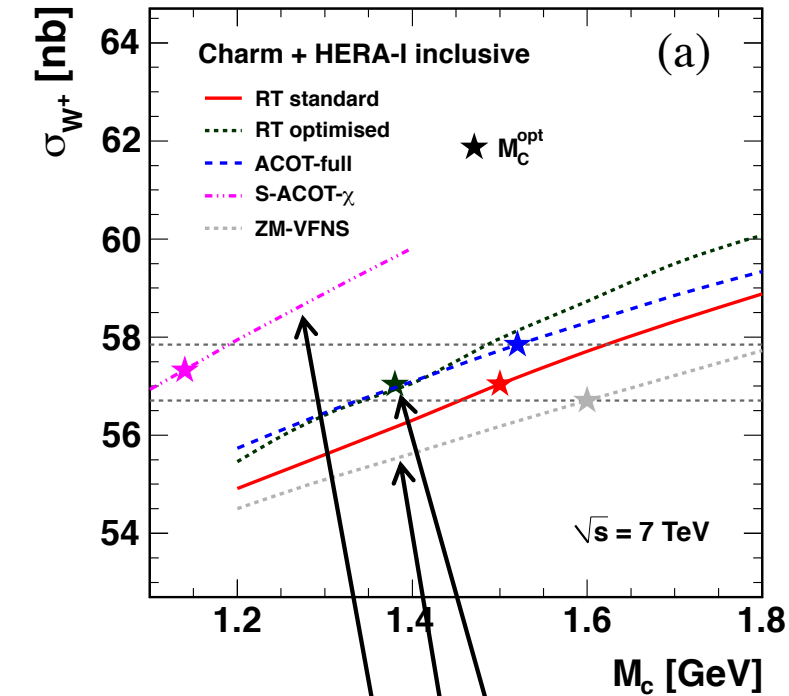 (a)
Charm + HERA-I inclusive
RT standard
RT optimised
ACOT-full
S-ACOT-χ
ZM-VFNS
M_C^opt
σ_W+ [nb]
64
62
60
58
56
54
√s = 7 TeV
1.2
1.4
1.6
1.8
M_c [GeV]